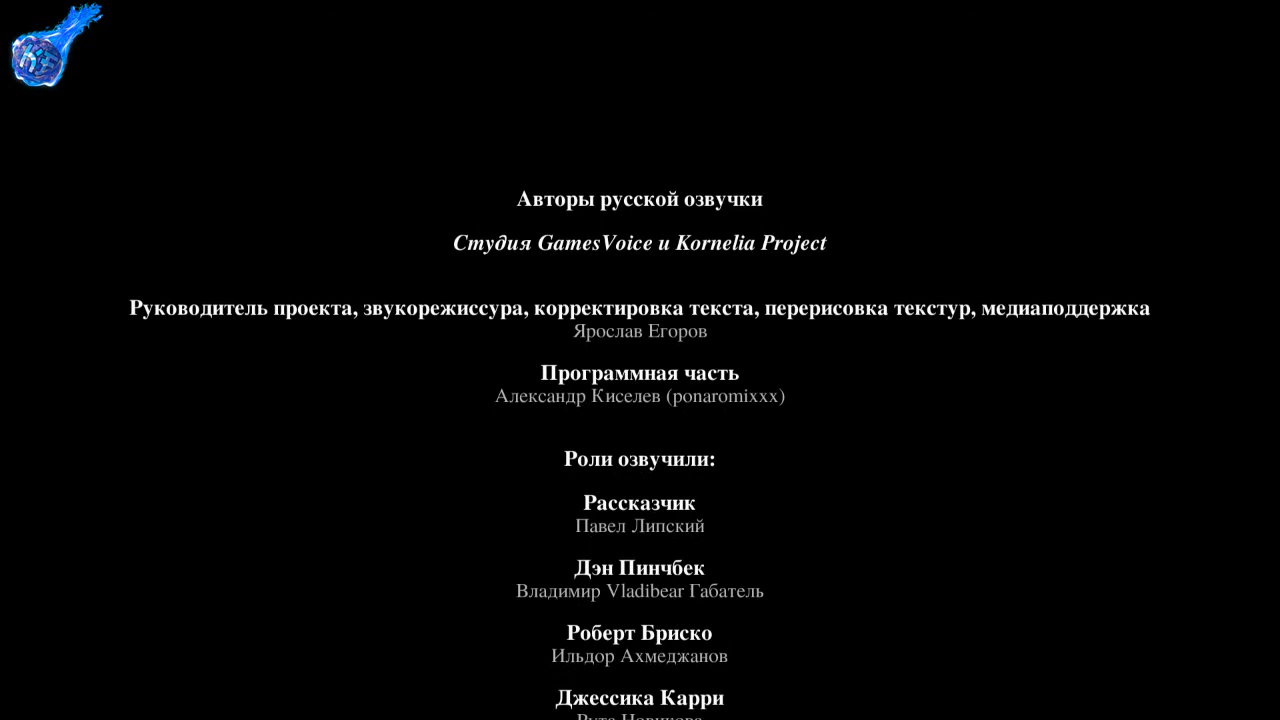 Авторы русской озвучки
Студия GamesVoice и Kornelia Project
Руководитель проекта, звукорежиссура, корректировка текста, перерисовка текстур, медиаподдержка
Ярослав Егоров
Программная часть
Александр Киселев (ponaromixxx)
Роли озвучили:
Рассказчик
Павел Липский
Дэн Пинчбек
Владимир Vladibear Габатель
Роберт Бриско
Ильдор Ахмеджанов
Джессика Карри